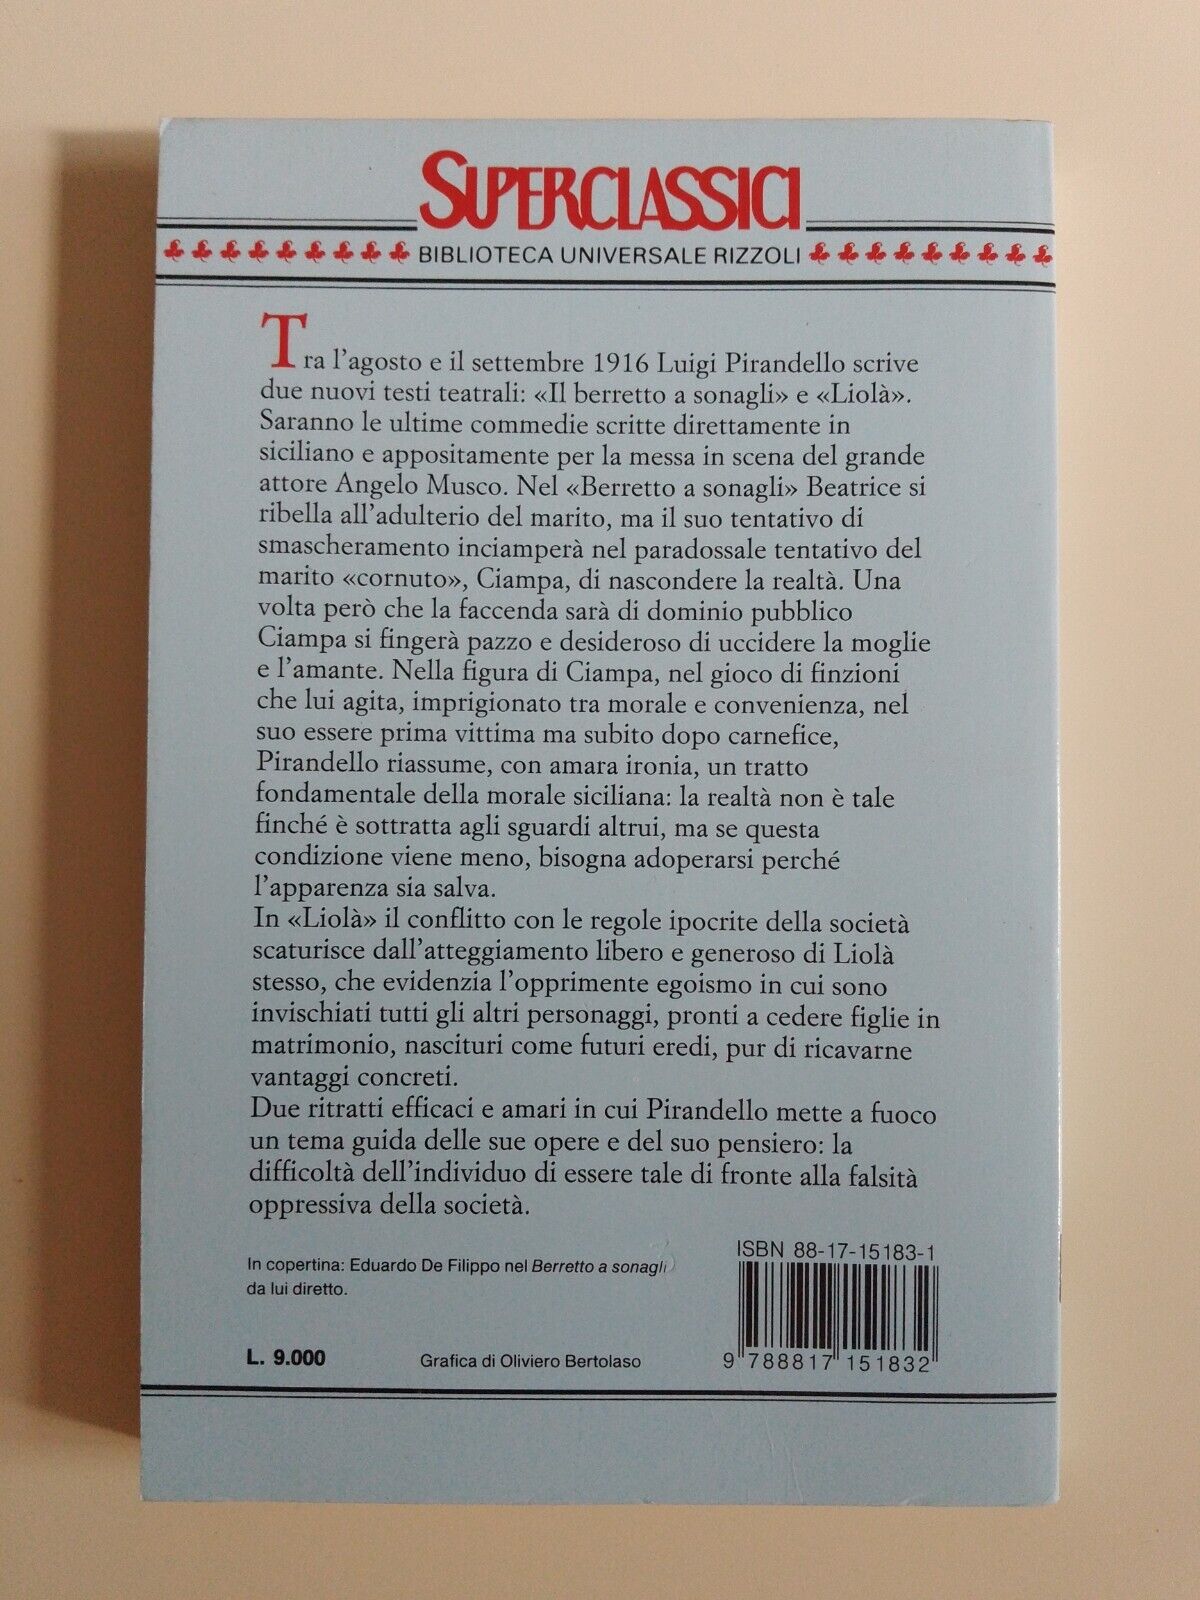 SUPERCLASSICI
BIBLIOTECA UNIVERSALE RIZZOLI
Tra l'agosto e il settembre 1916 Luigi Pirandello scrive
due nuovi testi teatrali: «Il berretto a sonagli» e «Liolà».
Saranno le ultime commedie scritte direttamente in
siciliano e appositamente per la messa in scena del grande
attore Angelo Musco. Nel «Berretto a sonagli» Beatrice si
ribella all'adulterio del marito, ma il suo tentativo di
smascheramento inciamperà nel paradossale tentativo del
marito «cornuto», Ciampa, di nascondere la realtà. Una
volta però che la faccenda sarà di dominio pubblico
Ciampa si fingerà pazzo e desideroso di uccidere la moglie
e l'amante. Nella figura di Ciampa, nel gioco di finzioni
che lui agita, imprigionato tra morale e convenienza, nel
suo essere prima vittima ma subito dopo carnefice,
Pirandello riassume, con amara ironia, un tratto
fondamentale della morale siciliana: la realtà non è tale
finché è sottratta agli sguardi altrui, ma se questa
condizione viene meno, bisogna adoperarsi perché
l'apparenza sia salva.
In «Liolà» il conflitto con le regole ipocrite della società
scaturisce dall'atteggiamento libero e generoso di Liolà
stesso, che evidenzia l'opprimente egoismo in cui sono
invischiati tutti gli altri personaggi, pronti a cedere figlie in
matrimonio, nascituri come futuri eredi, pur di ricavarne
vantaggi concreti.
Due ritratti efficaci e amari in cui Pirandello mette a fuoco
un tema guida delle sue opere e del suo pensiero: la
difficoltà dell'individuo di essere tale di fronte alla falsità
oppressiva della società.
In copertina: Eduardo De Filippo nel Berretto a sonagli
da lui diretto.
ISBN 88-17-15183-1
L. 9.000
Grafica di Oliviero Bertolaso
9 788817 151832